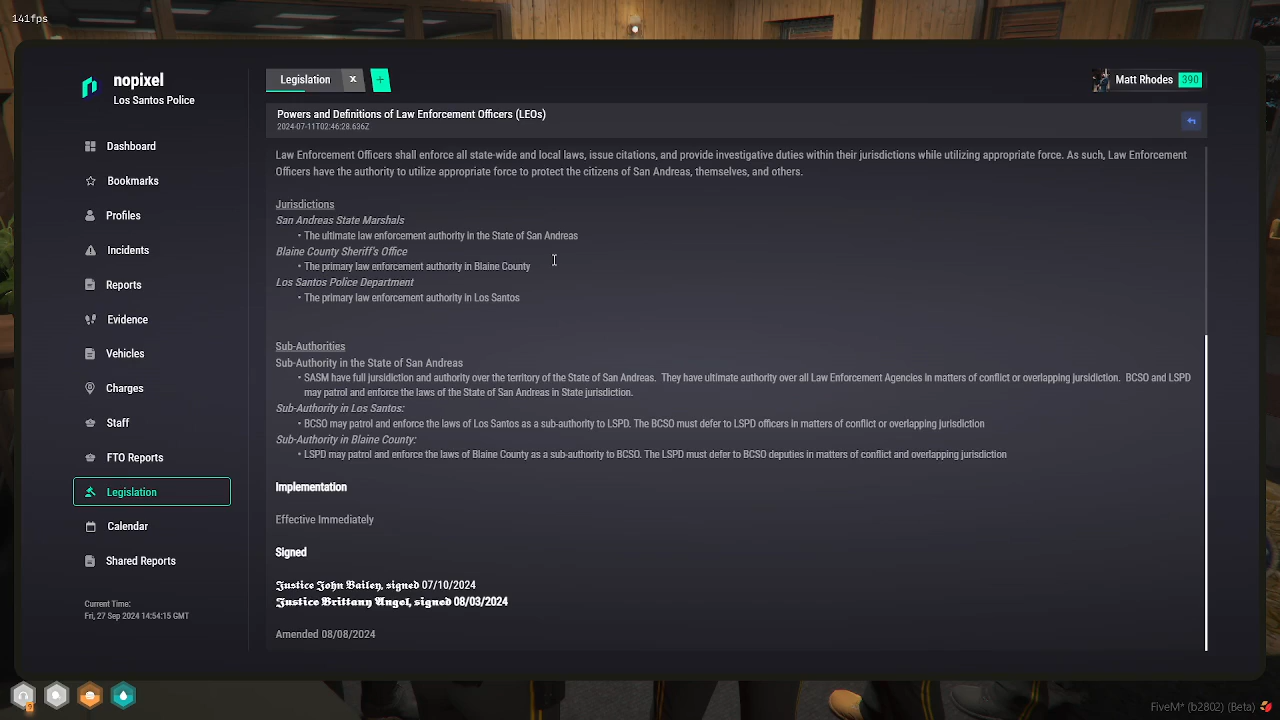 141fps
nopixel
Los Santos Police
Legislation
x
+
Matt Rhodes 390
Powers and Definitions of Law Enforcement Officers (LEOs)
2024-07-11T02:46:28.636Z
Dashboard
Bookmarks
Profiles
Incidents
Reports
Evidence
Vehicles
Charges
Staff
FTO Reports
Legislation
Calendar
Shared Reports
Current Time:
Fri, 27 Sep 2024 14:54:15 GMT
Law Enforcement Officers shall enforce all state-wide and local laws, issue citations, and provide investigative duties within their jurisdictions while utilizing appropriate force. As such, Law Enforcement
Officers have the authority to utilize appropriate force to protect the citizens of San Andreas, themselves, and others.
Jurisdictions
San Andreas State Marshals
• The ultimate law enforcement authority in the State of San Andreas
Blaine County Sheriff's Office
• The primary law enforcement authority in Blaine County
Los Santos Police Department
• The primary law enforcement authority in Los Santos
Sub-Authorities
Sub-Authority in the State of San Andreas
• SASM have full jursidiction and authority over the territory of the State of San Andreas. They have ultimate authority over all Law Enforcement Agencies in matters of conflict or overlapping jursidiction. BCSO and LSPD
may patrol and enforce the laws of the State of San Andreas in State jurisdiction.
Sub-Authority in Los Santos:
• BCSO may patrol and enforce the laws of Los Santos as a sub-authority to LSPD. The BCSO must defer to LSPD officers in matters of conflict or overlapping jurisdiction
Sub-Authority in Blaine County:
• LSPD may patrol and enforce the laws of Blaine County as a sub-authority to BCSO. The LSPD must defer to BCSO deputies in matters of conflict and overlapping jurisdiction
Implementation
Effective Immediately
Signed
Justice John Bailey, signed 07/10/2024
Justice Brittany Angel, signed 08/03/2024
Amended 08/08/2024
FiveM* (b2802) (Beta)